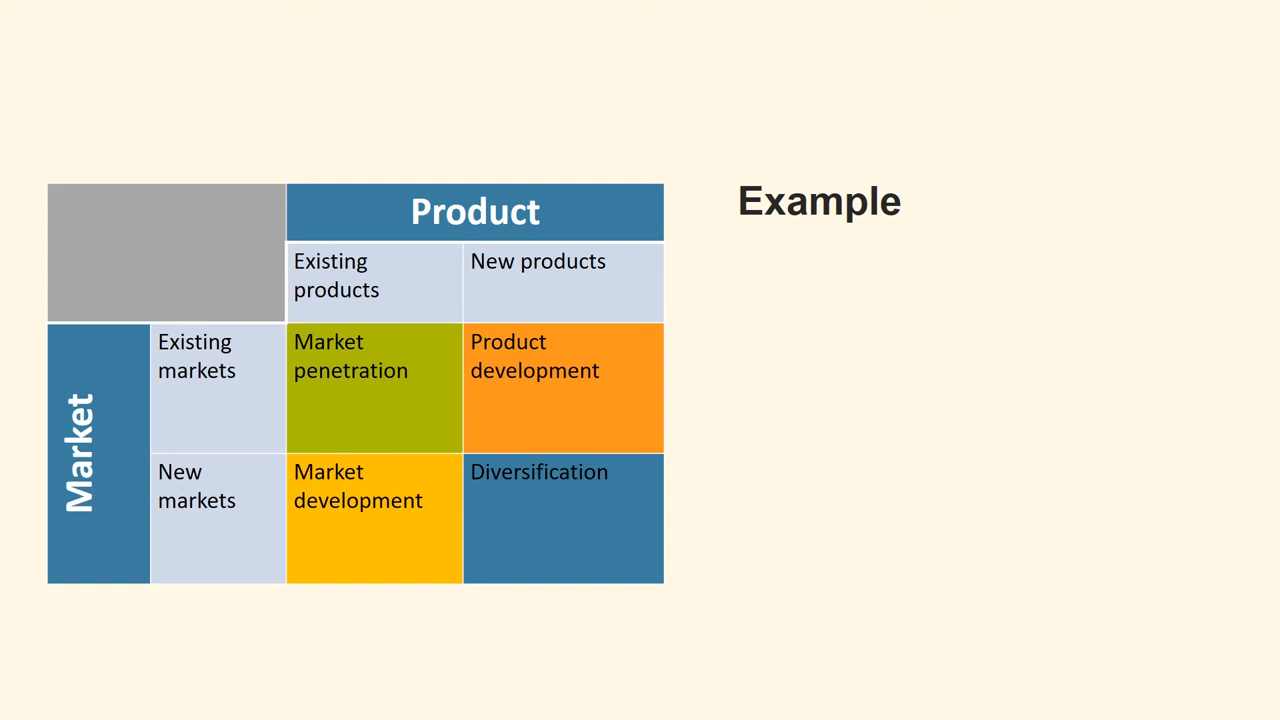 Product
Example
Existing
products
New products
Market
Existing
markets
Market
penetration
Product
development
New
markets
Market
development
Diversification